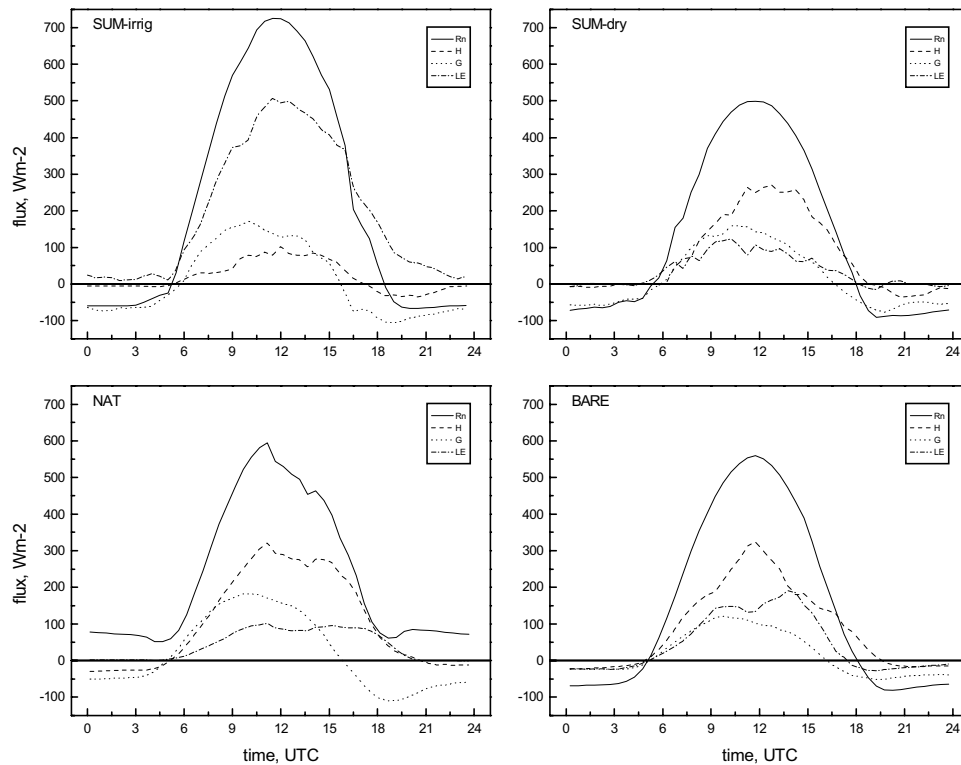 SUM-irrig
Rn
H
G
LE
700
600
500
400
300
200
100
0
-100
flux, Wm-2
0 3 6 9 12 15 18 21 24
SUM-dry
Rn
H
G
LE
700
600
500
400
300
200
100
0
-100
0 3 6 9 12 15 18 21 24
NAT
Rn
H
G
LE
700
600
500
400
300
200
100
0
-100
flux, Wm-2
0 3 6 9 12 15 18 21 24
time, UTC
BARE
Rn
H
G
LE
700
600
500
400
300
200
100
0
-100
0 3 6 9 12 15 18 21 24
time, UTC